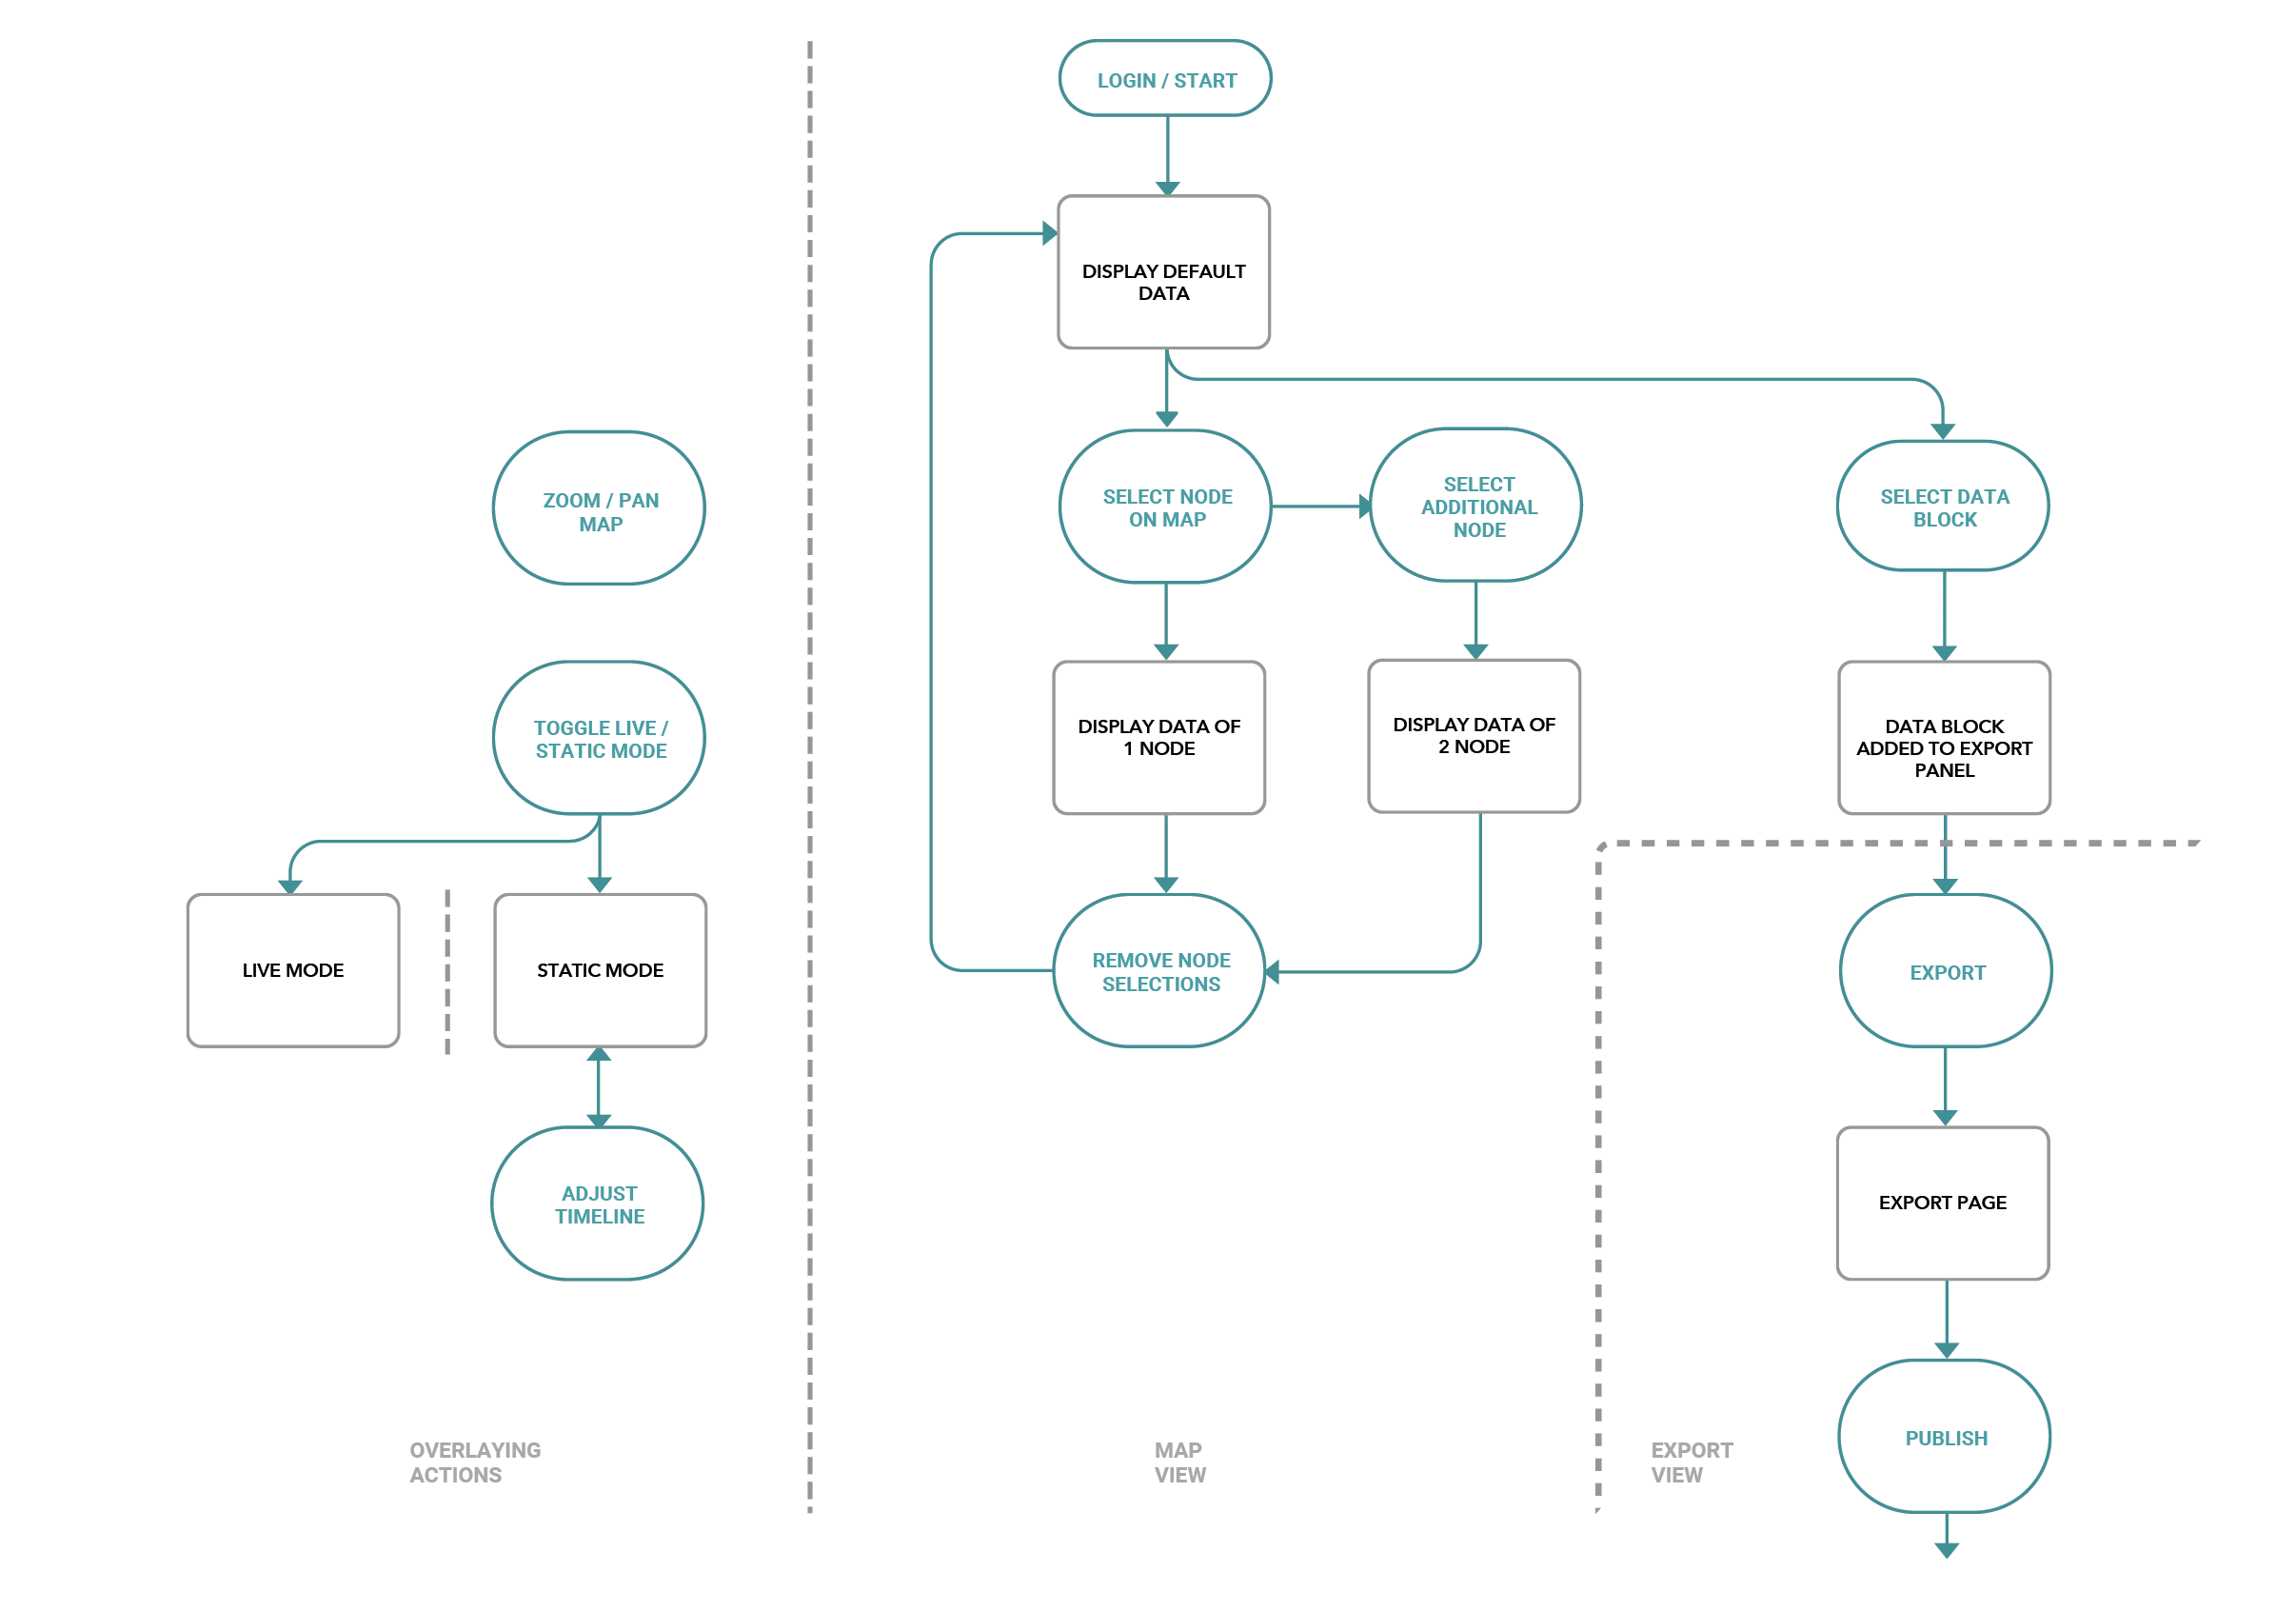 LOGIN / START
DISPLAY DEFAULT
DATA
ZOOM / PAN
MAP
SELECT NODE
ON MAP
SELECT
ADDITIONAL
NODE
SELECT DATA
BLOCK
TOGGLE LIVE /
STATIC MODE
DISPLAY DATA OF
1 NODE
DISPLAY DATA OF
2 NODE
DATA BLOCK
ADDED TO EXPORT
PANEL
LIVE MODE
STATIC MODE
REMOVE NODE
SELECTIONS
EXPORT
ADJUST
TIMELINE
EXPORT PAGE
PUBLISH
OVERLAYING
ACTIONS
MAP
VIEW
EXPORT
VIEW